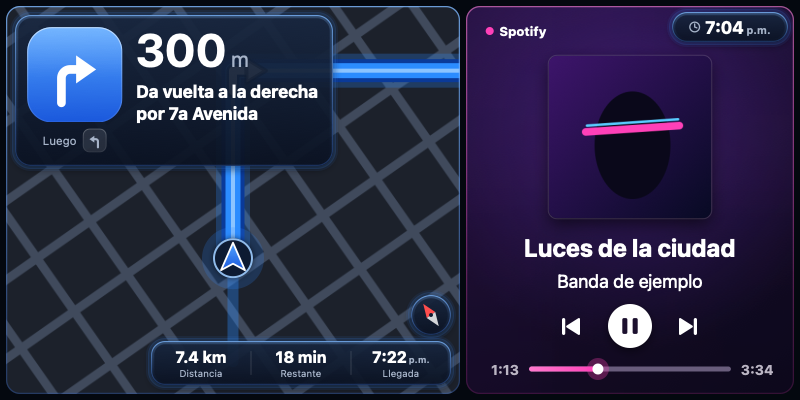 300 m
Da vuelta a la derecha
por 7a Avenida
Luego
7.4 km
Distancia
18 min
Restante
7:22 p.m.
Llegada
Spotify
7:04 p.m.
Luces de la ciudad
Banda de ejemplo
1:13
3:34